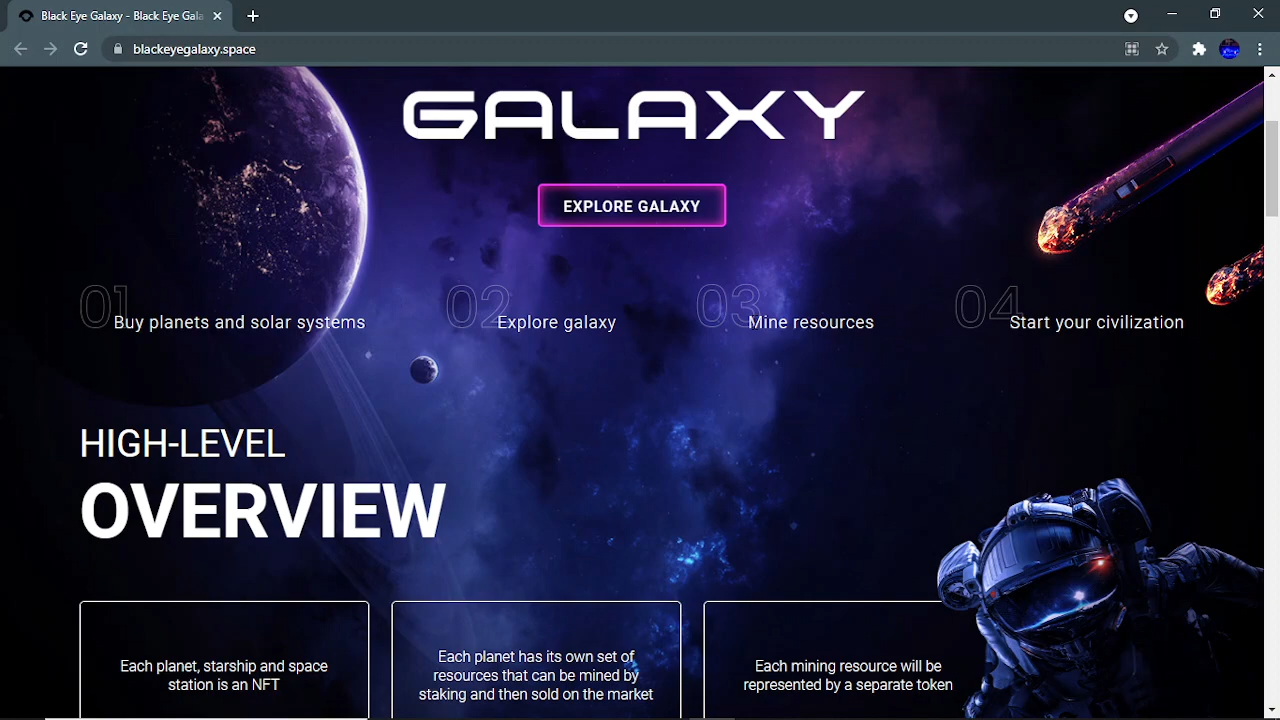 Black Eye Galaxy - Black Eye Gala
blackeyegalaxy.space
GALAXY
EXPLORE GALAXY
01
Buy planets and solar systems
02
Explore galaxy
03
Mine resources
04
Start your civilization
HIGH-LEVEL
OVERVIEW
Each planet, starship and space
station is an NFT
Each planet has its own set of
resources that can be mined by
staking and then sold on the market
Each mining resource will be
represented by a separate token